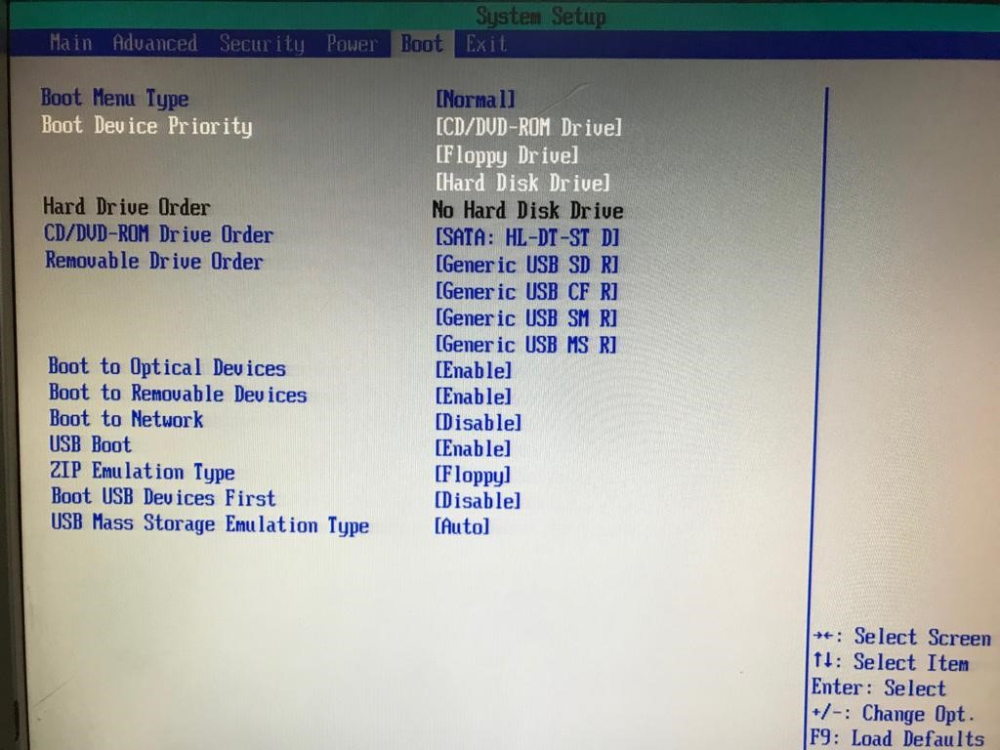 System Setup
Main Advanced Security Power Boot Exit
Boot Menu Type [Normal]
Boot Device Priority [CD/DVD-ROM Drive]
[Floppy Drive]
[Hard Disk Drive]
Hard Drive Order No Hard Disk Drive
CD/DVD-ROM Drive Order [SATA: HL-DT-ST D]
Removable Drive Order [Generic USB SD R]
[Generic USB CF R]
[Generic USB SM R]
[Generic USB MS R]
Boot to Optical Devices [Enable]
Boot to Removable Devices [Enable]
Boot to Network [Disable]
USB Boot [Enable]
ZIP Emulation Type [Floppy]
Boot USB Devices First [Disable]
USB Mass Storage Emulation Type [Auto]
→←: Select Screen
↑↓: Select Item
Enter: Select
+/-: Change Opt.
F9: Load Defaults